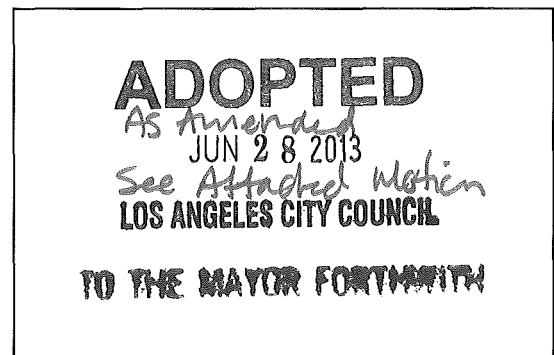 ADOPTED
As Amended
JUN 28 2013
See Attached Motion
LOS ANGELES CITY COUNCIL
TO THE MAYOR FORTHWITH